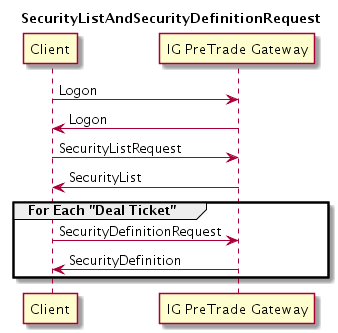 SecurityListAndSecurityDefinitionRequest
Client IG PreTrade Gateway
Logon
Logon
SecurityListRequest
SecurityList
For Each "Deal Ticket"
SecurityDefinitionRequest
SecurityDefinition
Client IG PreTrade Gateway